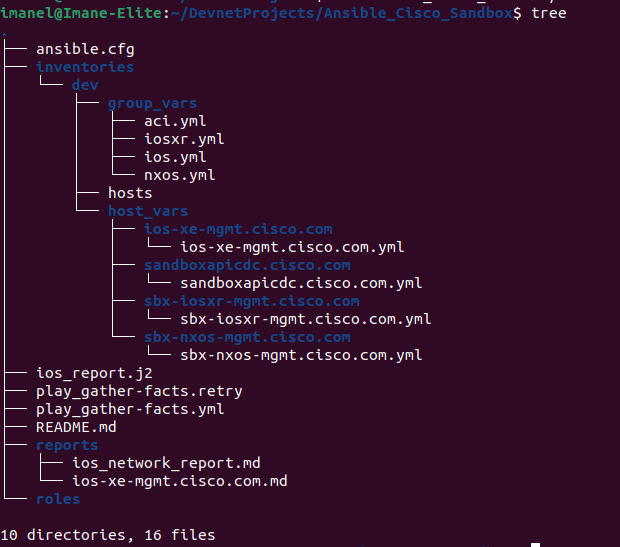 imanel@Imane-Elite:~/DevnetProjects/Ansible_Cisco_Sandbox$ tree
.
├── ansible.cfg
├── inventories
│   └── dev
│       ├── group_vars
│       │   ├── aci.yml
│       │   ├── iosxr.yml
│       │   ├── ios.yml
│       │   └── nxos.yml
│       ├── hosts
│       └── host_vars
│           ├── ios-xe-mgmt.cisco.com
│           │   └── ios-xe-mgmt.cisco.com.yml
│           ├── sandboxapicdc.cisco.com
│           │   └── sandboxapicdc.cisco.com.yml
│           ├── sbx-iosxr-mgmt.cisco.com
│           │   └── sbx-iosxr-mgmt.cisco.com.yml
│           └── sbx-nxos-mgmt.cisco.com
│               └── sbx-nxos-mgmt.cisco.com.yml
├── ios_report.j2
├── play_gather-facts.retry
├── play_gather-facts.yml
├── README.md
├── reports
│   ├── ios_network_report.md
│   └── ios-xe-mgmt.cisco.com.md
└── roles
10 directories, 16 files